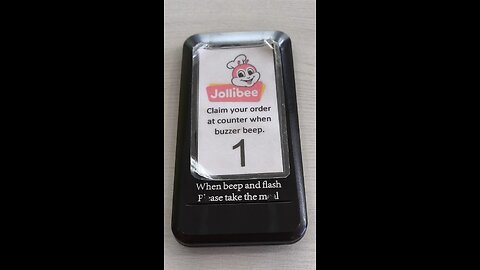 Jollibee
Claim your order
at counter when
buzzer beep.
1
When beep and flash
Please take the meal